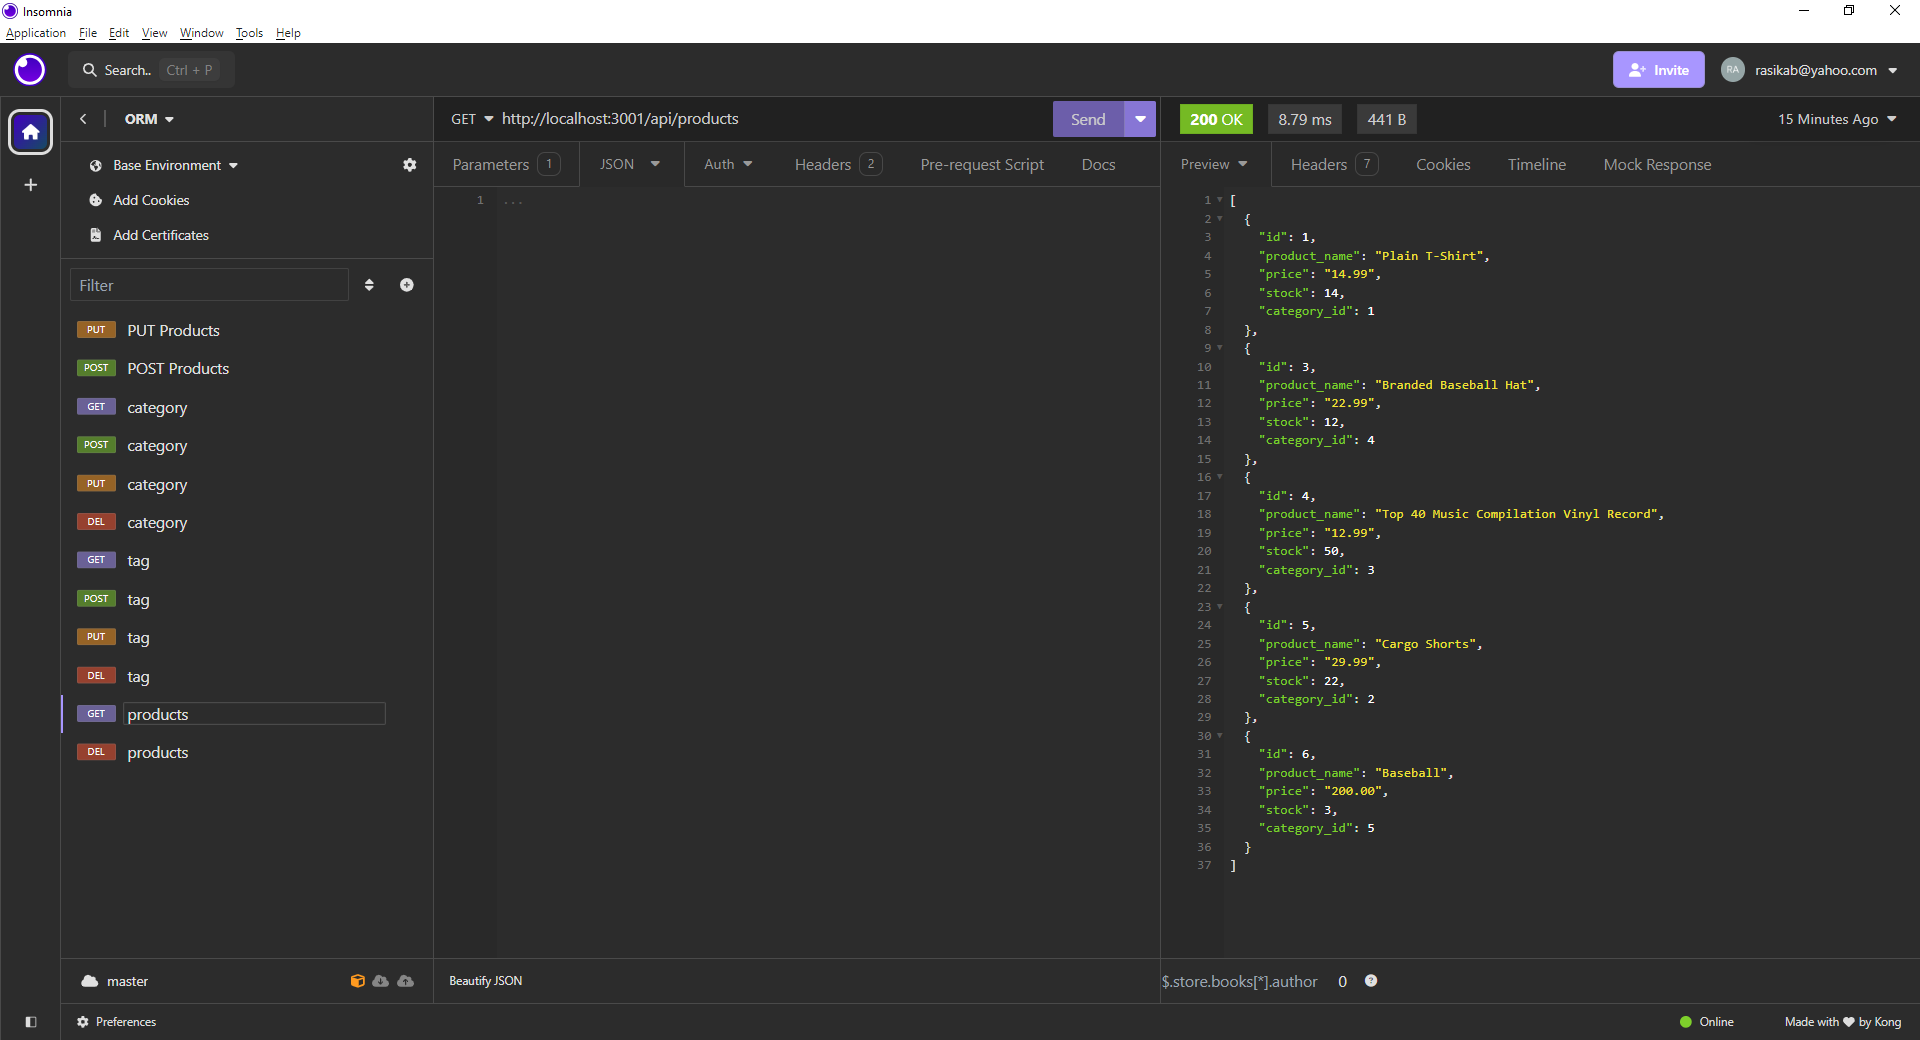 Insomnia
Application File Edit View Window Tools Help
Search.. Ctrl + P
Invite
RA rasikab@yahoo.com
ORM
Base Environment
Add Cookies
Add Certificates
Filter
PUT PUT Products
POST POST Products
GET category
POST category
PUT category
DEL category
GET tag
POST tag
PUT tag
DEL tag
GET products
DEL products
master
Preferences
GET http://localhost:3001/api/products
Send
Parameters 1 JSON Auth Headers 2 Pre-request Script Docs
1 ...
Beautify JSON
200 OK 8.79 ms 441 B 15 Minutes Ago
Preview Headers 7 Cookies Timeline Mock Response
1 [
2 {
3 "id": 1,
4 "product_name": "Plain T-Shirt",
5 "price": "14.99",
6 "stock": 14,
7 "category_id": 1
8 },
9 {
10 "id": 3,
11 "product_name": "Branded Baseball Hat",
12 "price": "22.99",
13 "stock": 12,
14 "category_id": 4
15 },
16 {
17 "id": 4,
18 "product_name": "Top 40 Music Compilation Vinyl Record",
19 "price": "12.99",
20 "stock": 50,
21 "category_id": 3
22 },
23 {
24 "id": 5,
25 "product_name": "Cargo Shorts",
26 "price": "29.99",
27 "stock": 22,
28 "category_id": 2
29 },
30 {
31 "id": 6,
32 "product_name": "Baseball",
33 "price": "200.00",
34 "stock": 3,
35 "category_id": 5
36 }
37 ]
$.store.books[*].author 0 ?
Online
Made with ♥ by Kong